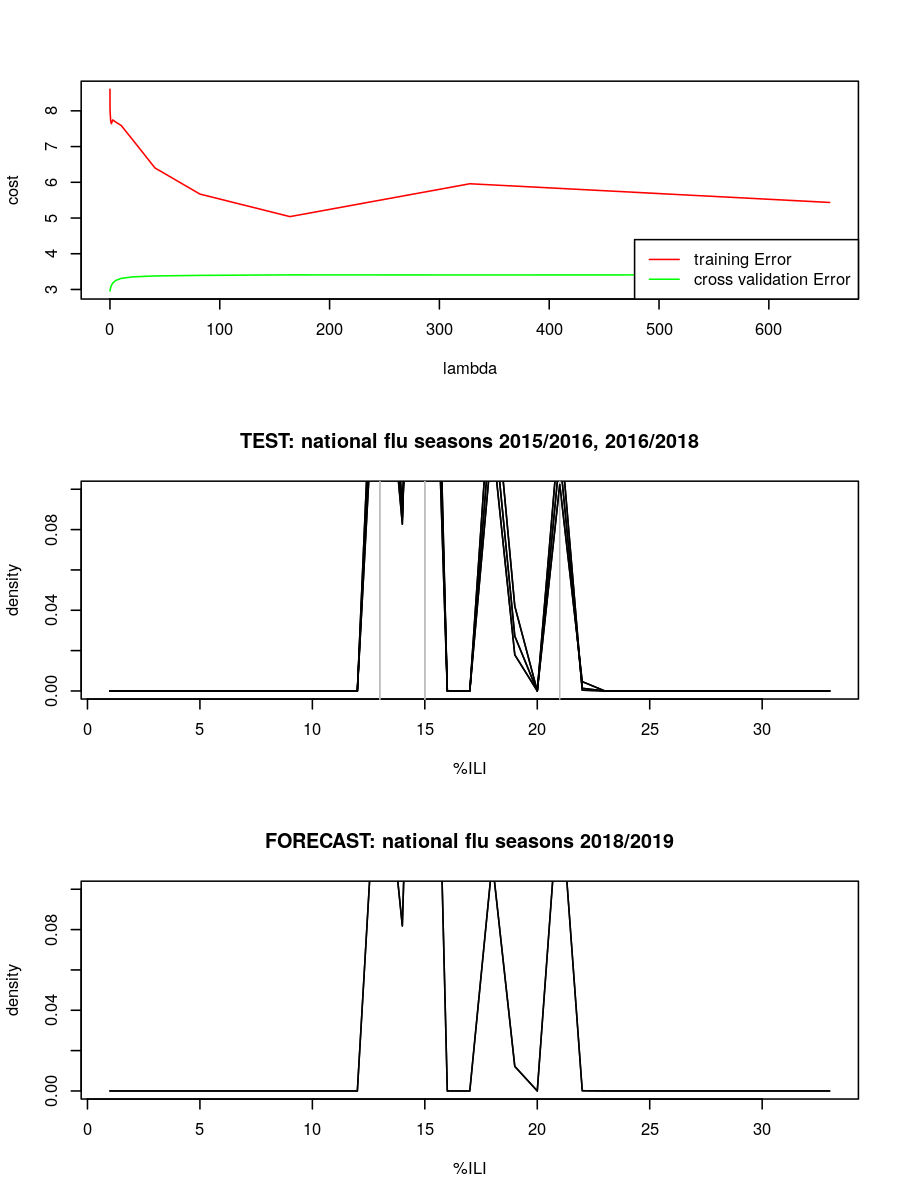 8
7
6
5
4
3
cost
training Error
cross validation Error
0 100 200 300 400 500 600
lambda
TEST: national flu seasons 2015/2016, 2016/2018
0.08
0.04
0.00
density
0 5 10 15 20 25 30
%ILI
FORECAST: national flu seasons 2018/2019
0.08
0.04
0.00
density
0 5 10 15 20 25 30
%ILI